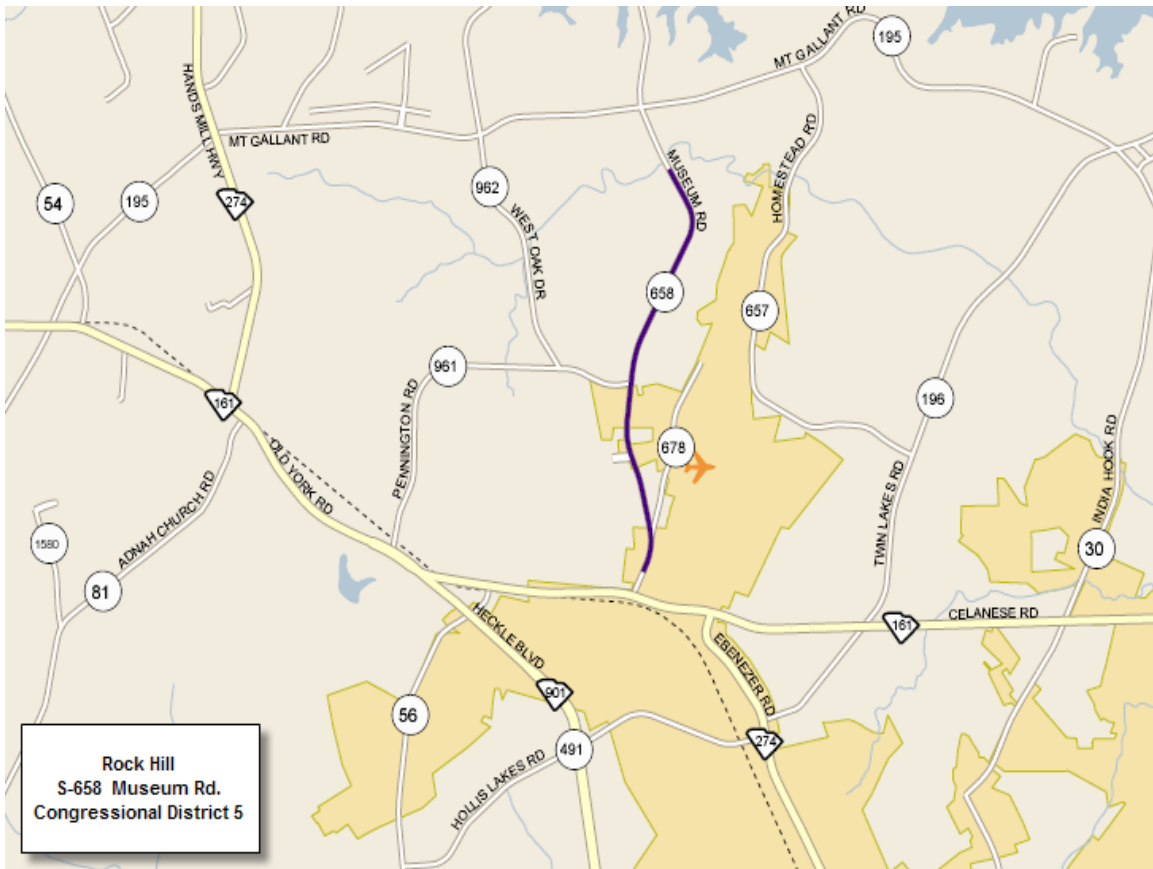 MT GALLANT RD
195
HANDS MILL HWY
MT GALLANT RD
MUSEUM RD
HOMESTEAD RD
54
195
274
962
WEST OAK DR
658
657
961
161
196
PENNINGTON RD
OLD YORK RD
678
INDIA HOOK RD
TWIN LAKES RD
ADNAH CHURCH RD
1580
30
81
HECKLE BLVD
CELANESE RD
161
EBENEZER RD
901
56
491
274
HOLLIS LAKES RD
Rock Hill
S-658 Museum Rd.
Congressional District 5